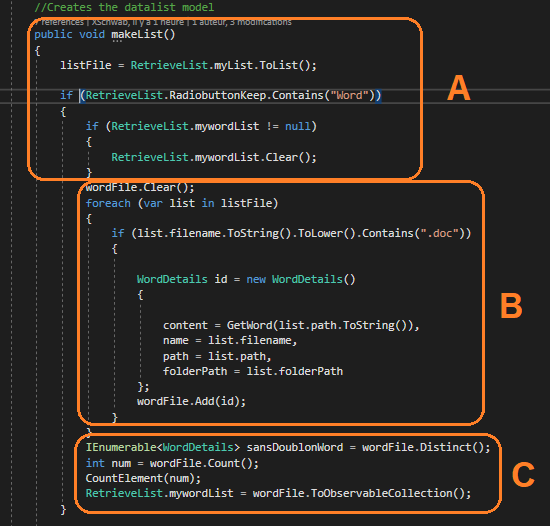 //Creates the datalist model
references | XSchwab, il y a 1 heure | 1 auteur, 3 modifications
public void makeList()
{
listFile = RetrieveList.myList.ToList();
if (RetrieveList.RadiobuttonKeep.Contains("Word"))
A
{
if (RetrieveList.mywordList != null)
{
RetrieveList.mywordList.Clear();
}
wordFile.Clear();
foreach (var list in listFile)
{
if (list.filename.ToString().ToLower().Contains(".doc"))
{
WordDetails id = new WordDetails()
{
B
content = GetWord(list.path.ToString()),
name = list.filename,
path = list.path,
folderPath = list.folderPath
};
wordFile.Add(id);
}
}
IEnumerable<WordDetails> sansDoublonWord = wordFile.Distinct();
int num = wordFile.Count();
C
CountElement(num);
RetrieveList.mywordList = wordFile.ToObservableCollection();
}